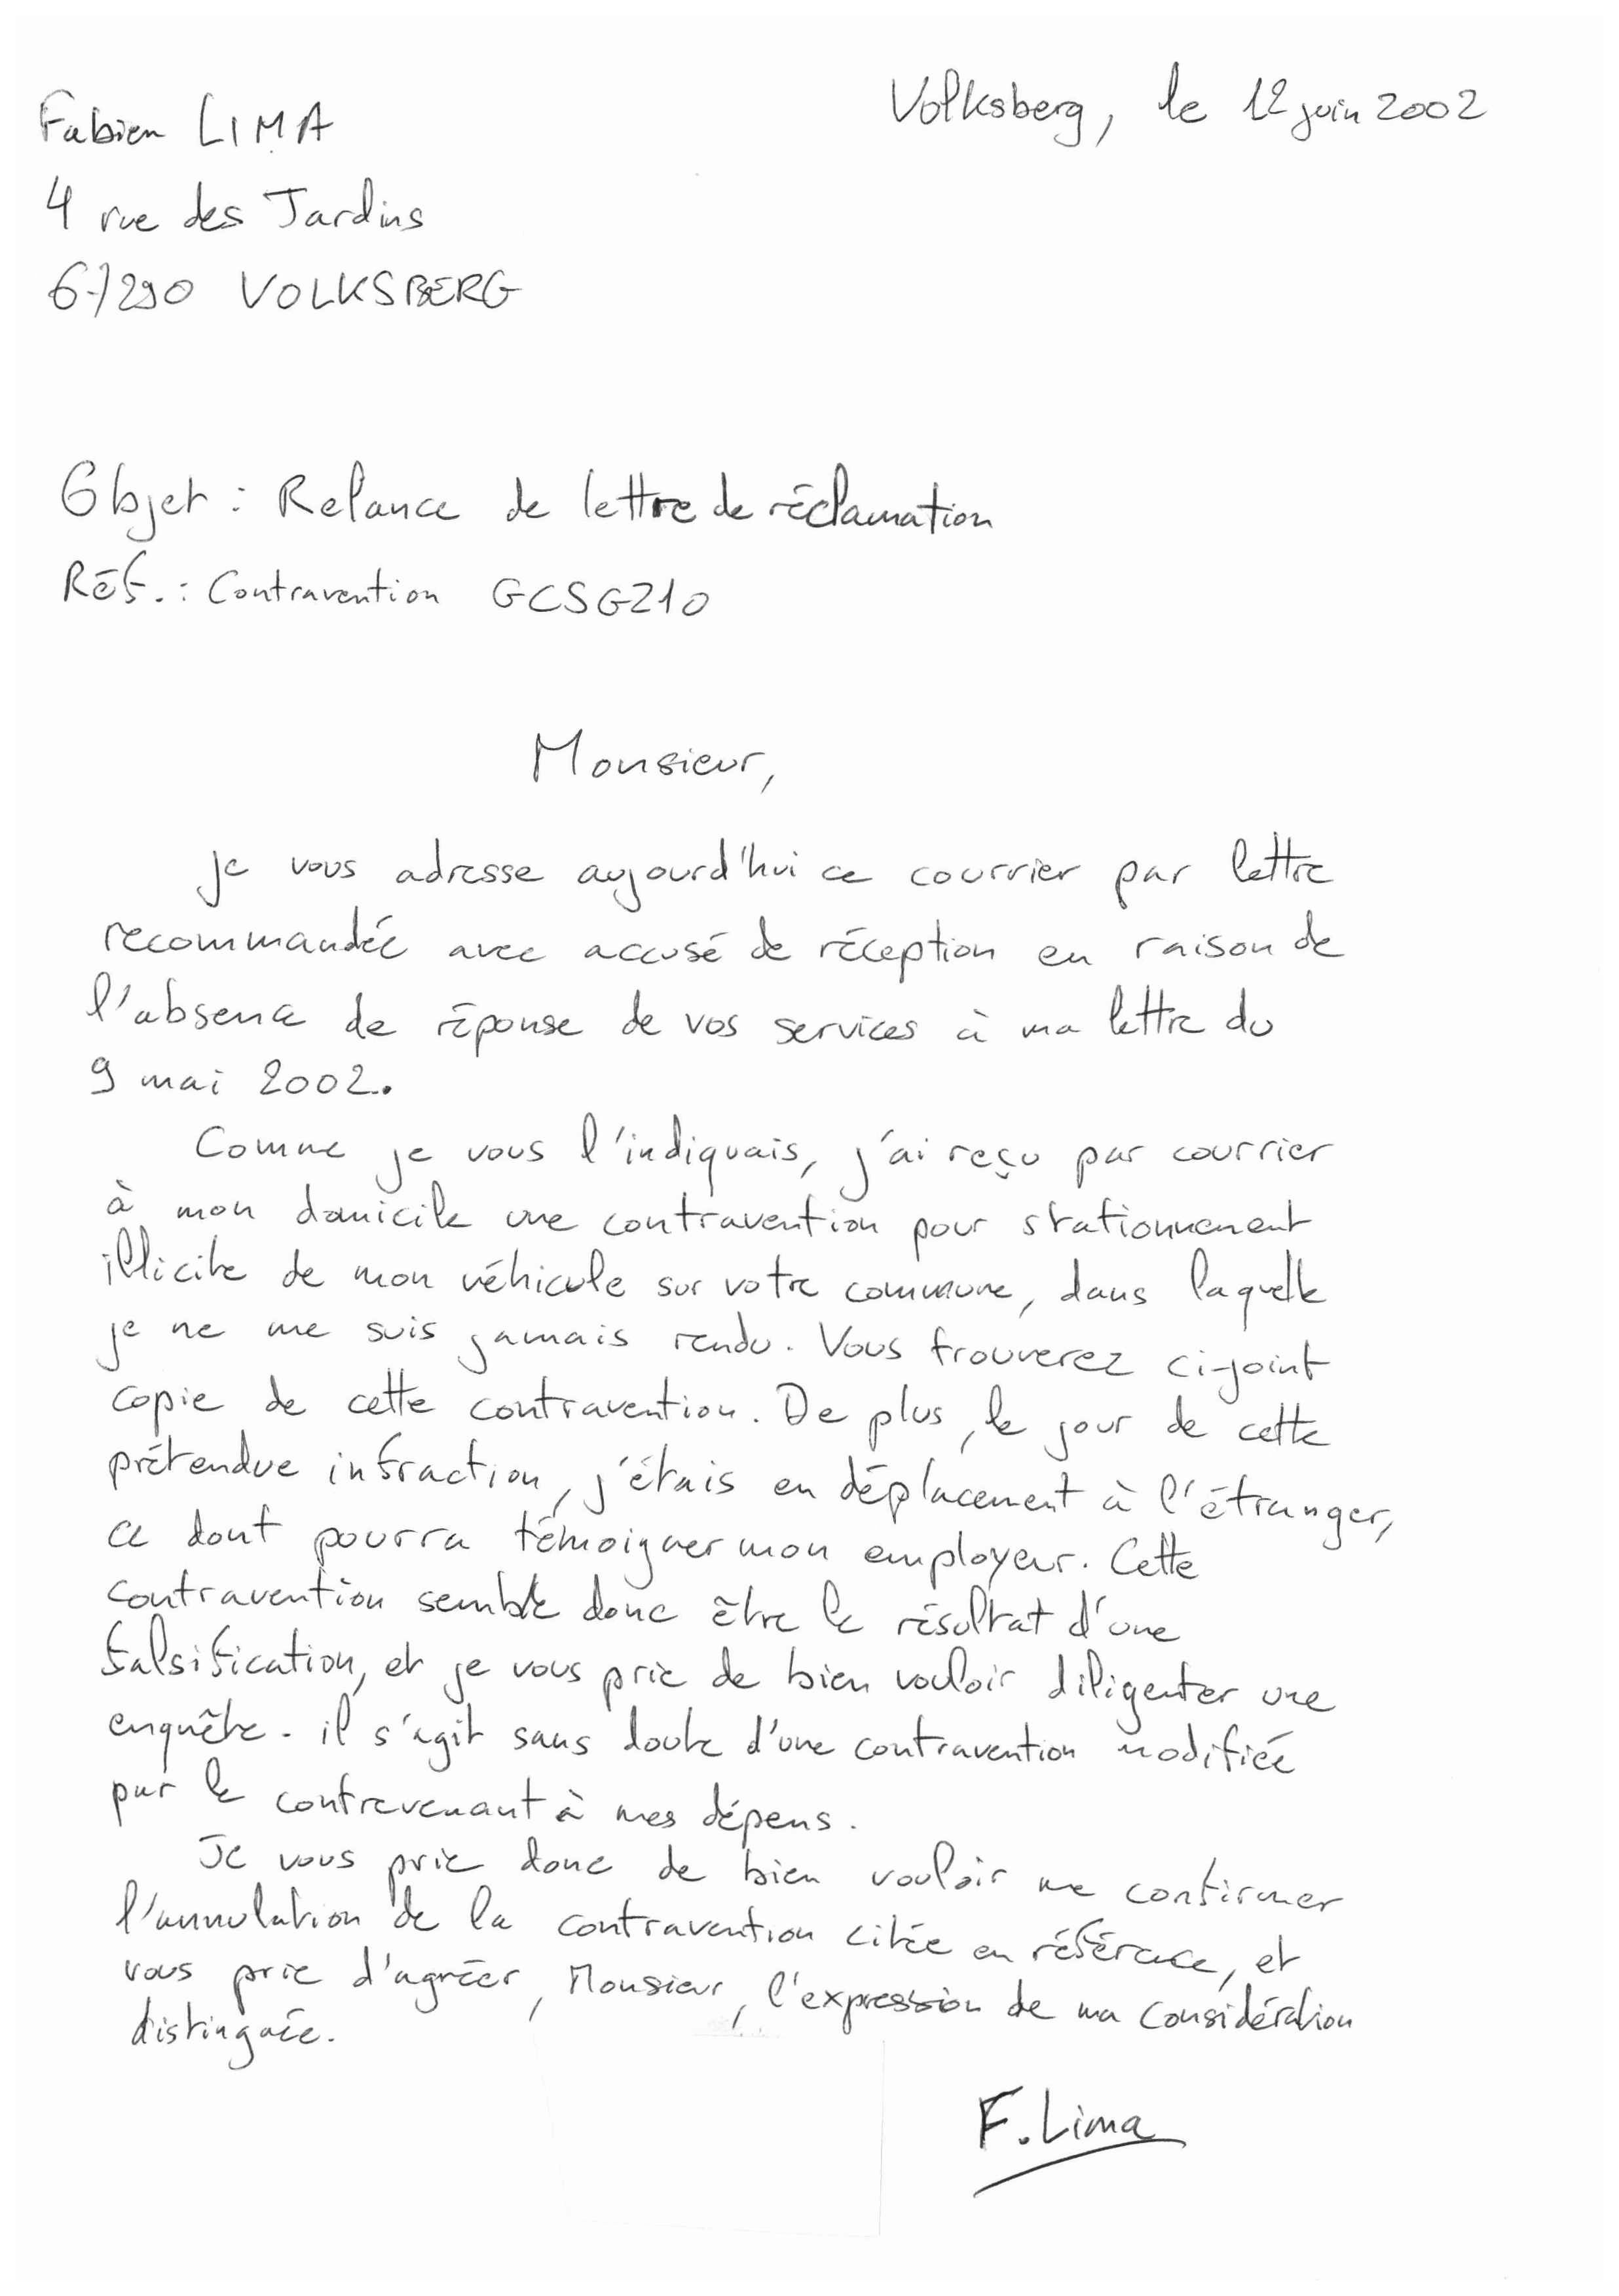 Fabien LIMA
Volksberg, le 12 juin 2002
4 rue des Jardins
67290 VOLKSBERG
Objet : Relance de lettre de réclamation
Réf. : Contravention GCSGZ10
Monsieur,
Je vous adresse aujourd'hui ce courrier par lettre
recommandée avec accusé de réception en raison de
l'absence de réponse de vos services à ma lettre du
9 mai 2002.
Comme je vous l'indiquais, j'ai reçu par courrier
à mon domicile une contravention pour stationnement
illicite de mon véhicule sur votre commune, dans laquelle
je ne me suis jamais rendu. Vous trouverez ci-joint
copie de cette contravention. De plus, le jour de cette
prétendue infraction, j'étais en déplacement à l'étranger,
ce dont pourra témoigner mon employeur. Cette
contravention semble donc être le résultat d'une
falsification, et je vous prie de bien vouloir diligenter une
enquête. il s'agit sans doute d'une contravention modifiée
par le contrevenant à mes dépens.
Je vous prie donc de bien vouloir me confirmer
l'annulation de la contravention citée en référence, et
vous prie d'agréer, Monsieur, l'expression de ma considération
distinguée.
F. Lima